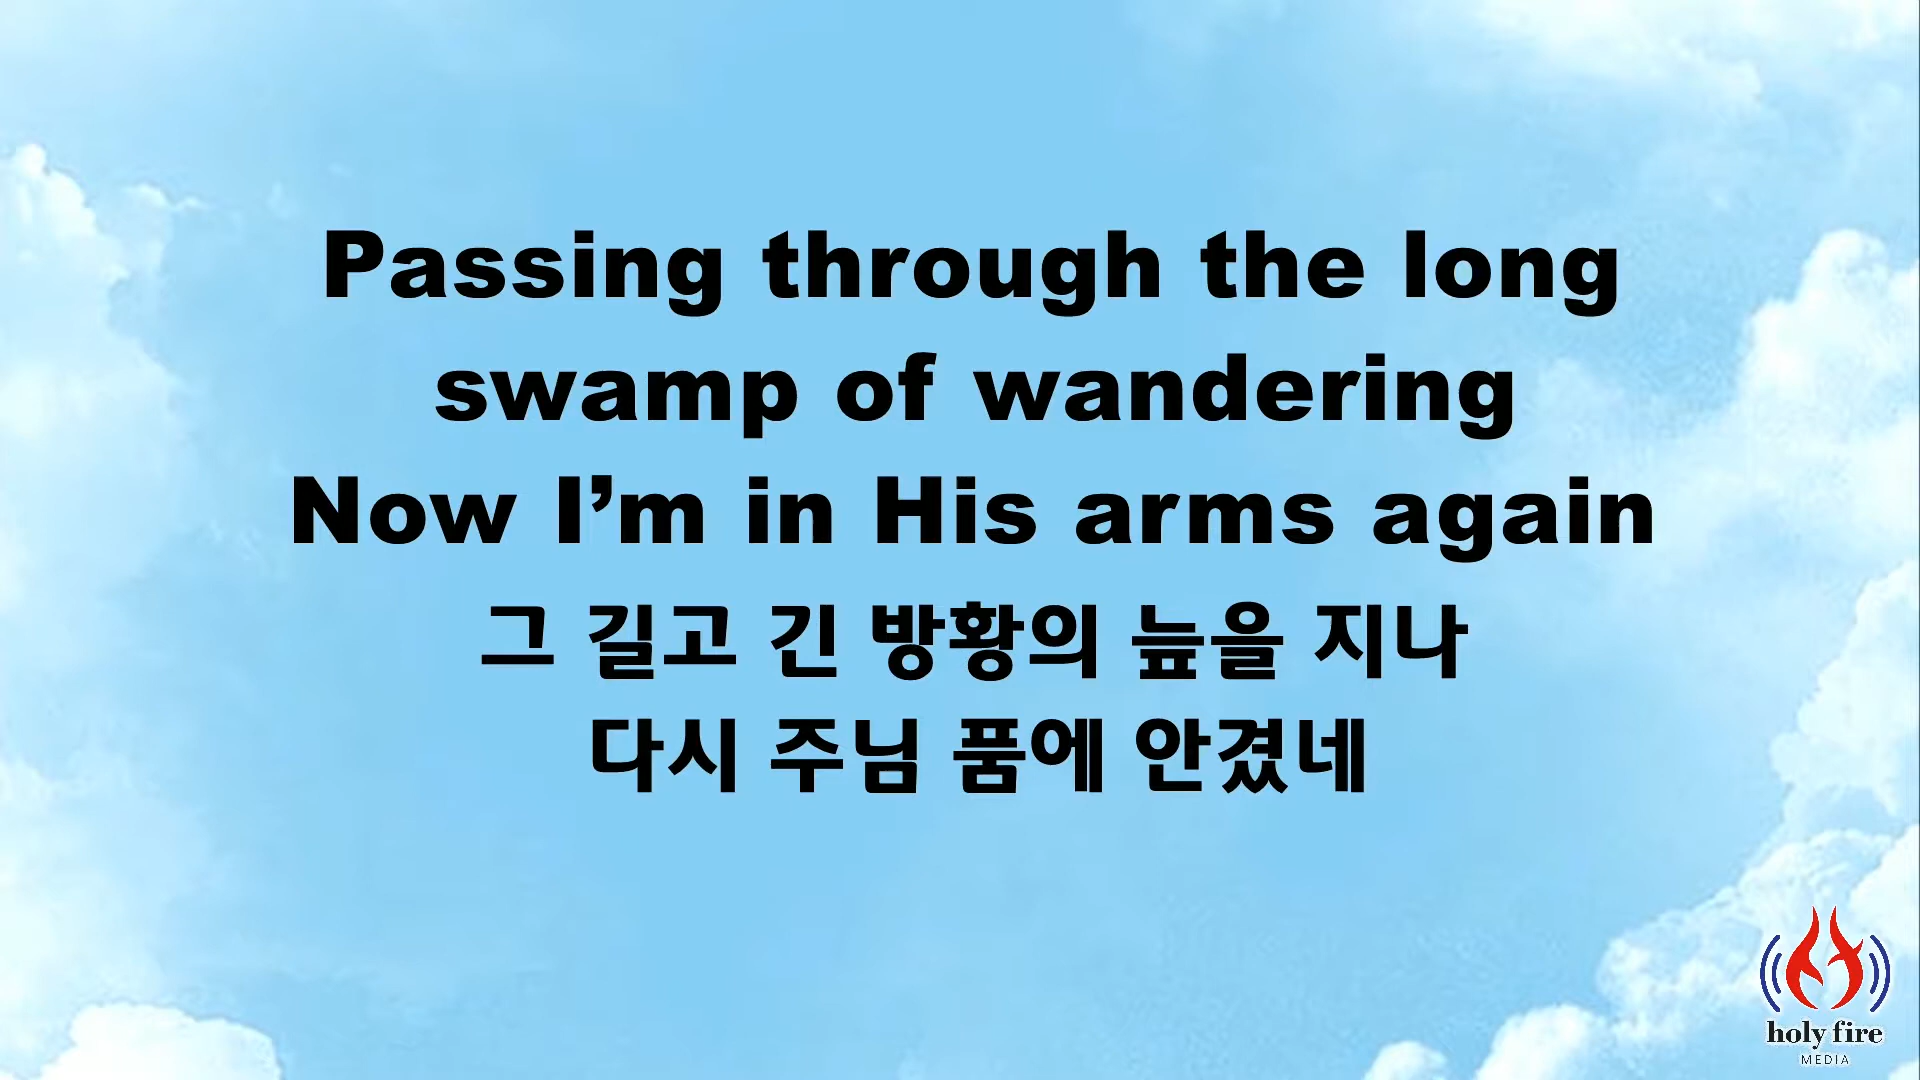 Passing through the long
swamp of wandering
Now I’m in His arms again
그 길고 긴 방황의 늪을 지나
다시 주님 품에 안겼네
holy fire
MEDIA